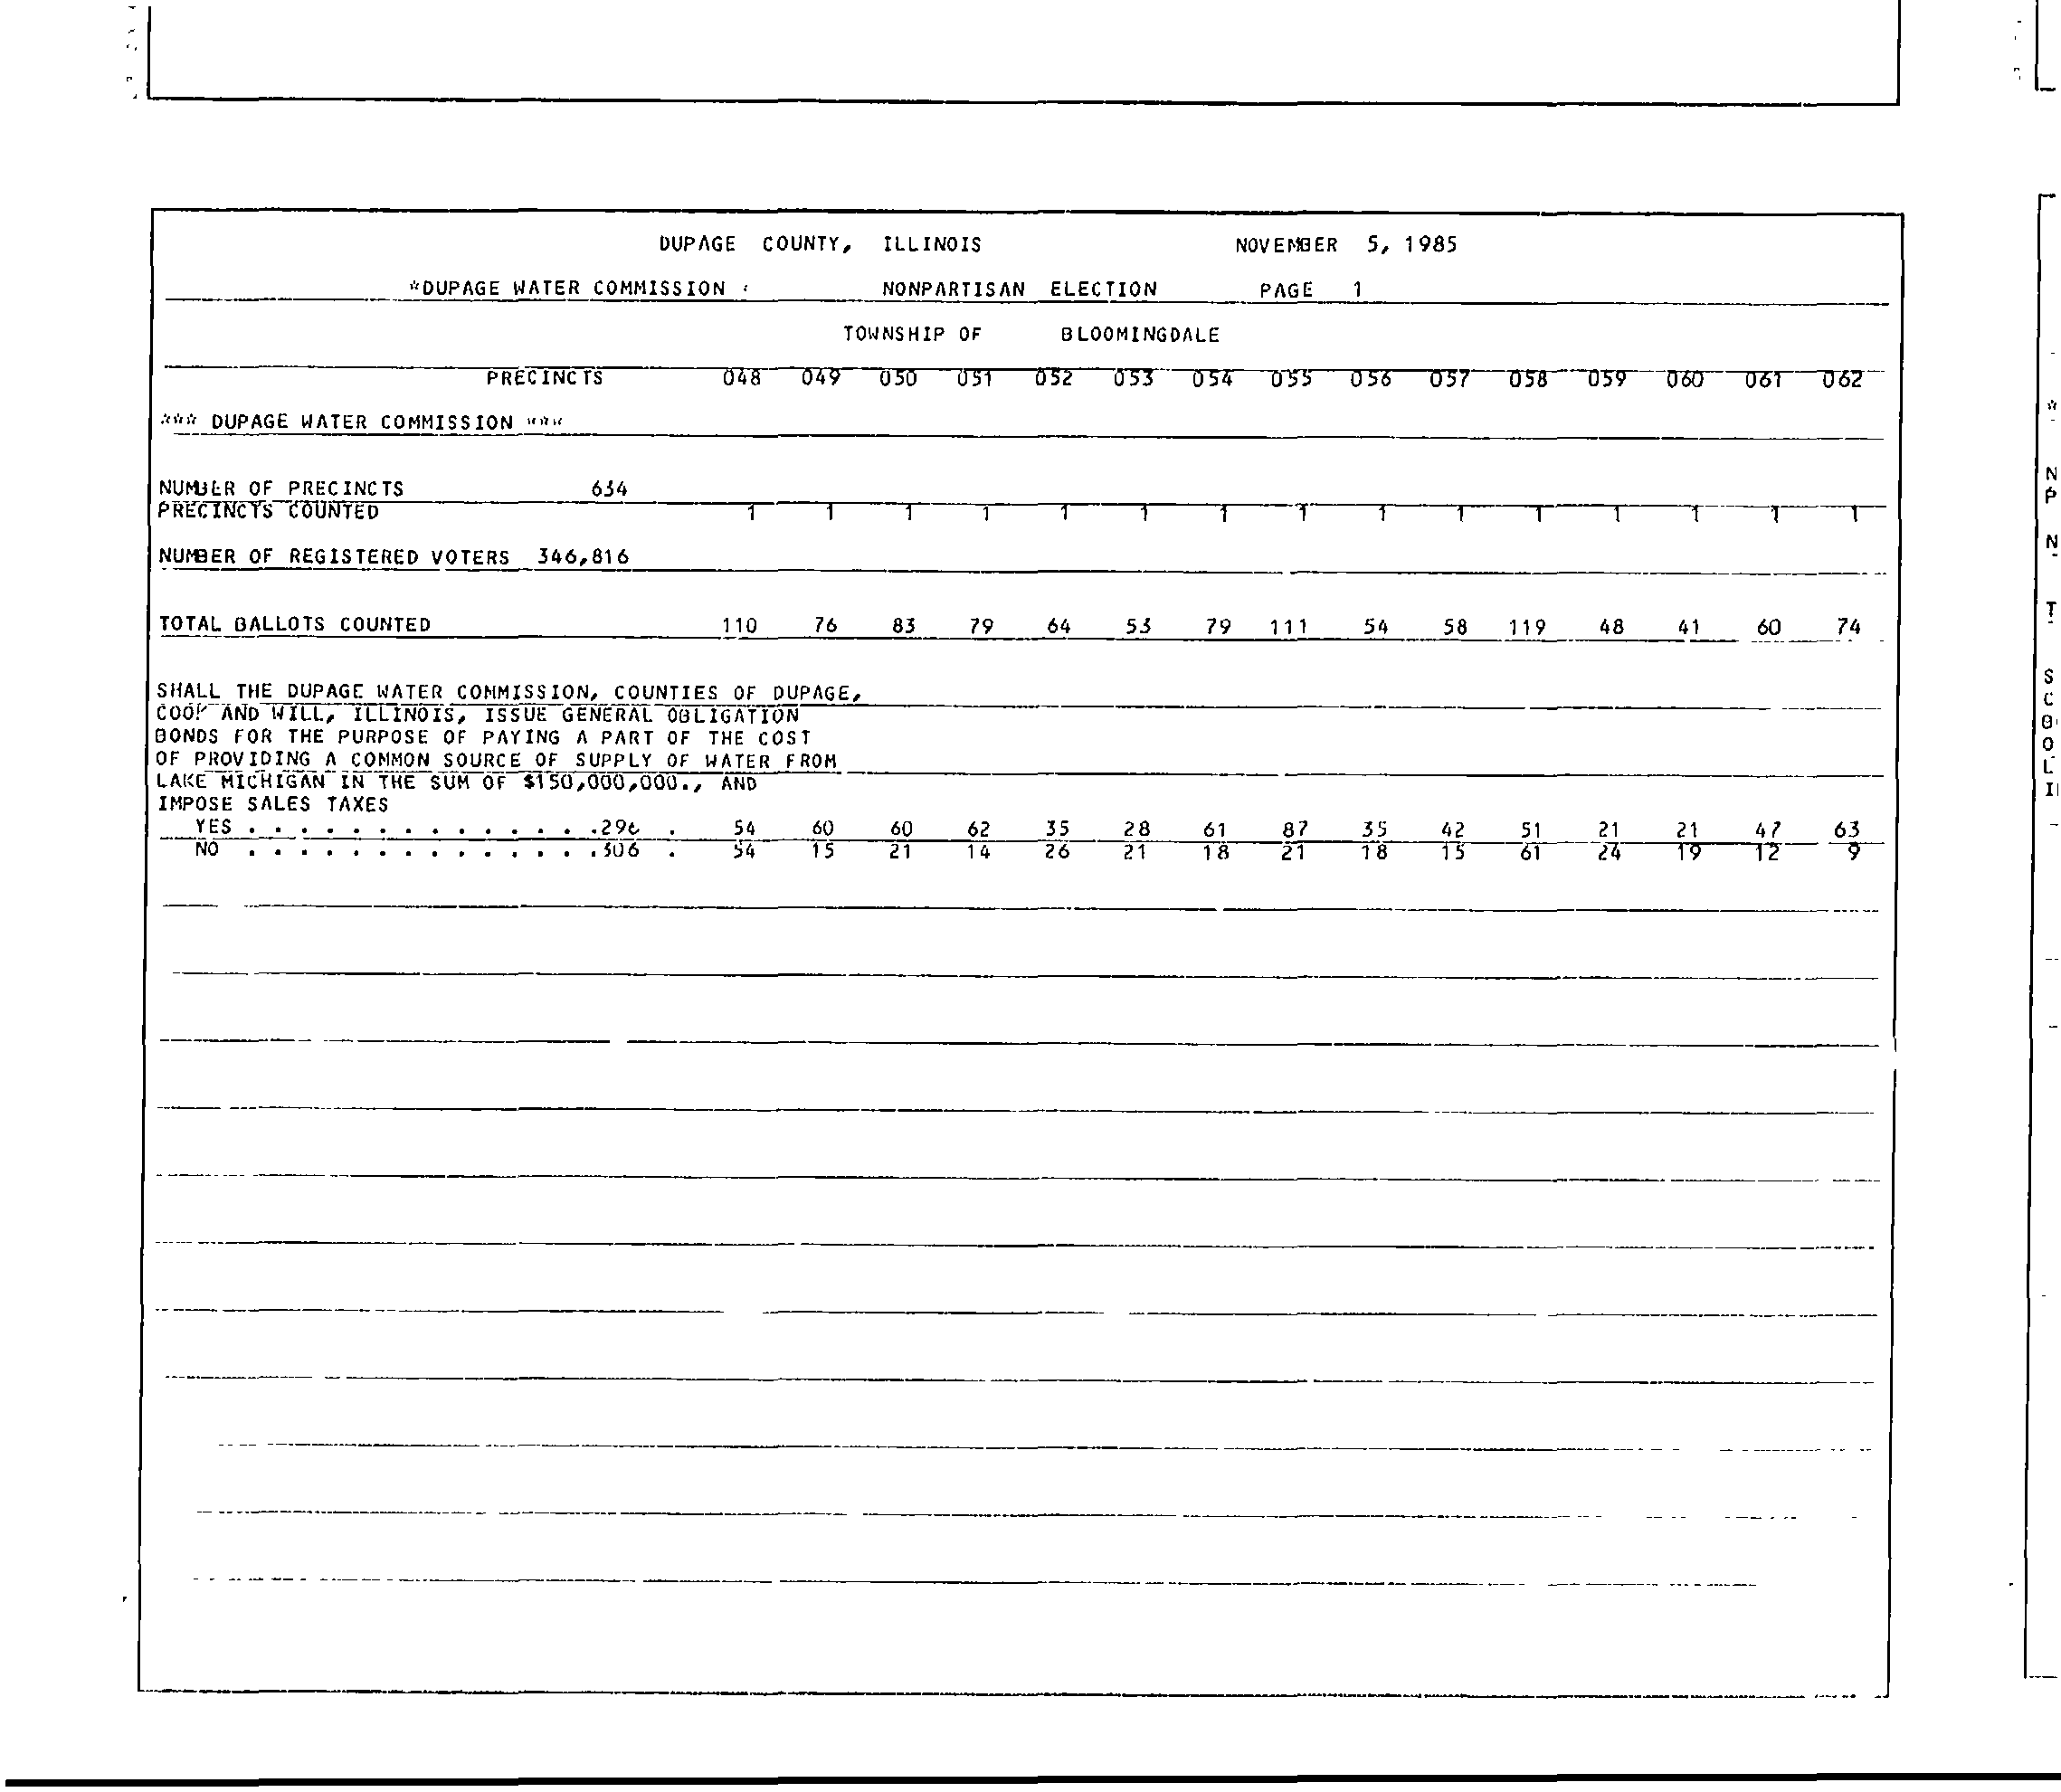 DUPAGE COUNTY, ILLINOIS NOVEMBER 5, 1985
*DUPAGE WATER COMMISSION NONPARTISAN ELECTION PAGE 1
TOWNSHIP OF BLOOMINGDALE
PRECINCTS 048 049 050 051 052 053 054 055 056 057 058 059 060 061 062
*** DUPAGE WATER COMMISSION ***
NUMBER OF PRECINCTS 634
PRECINCTS COUNTED 1 1 1 1 1 1 1 1 1 1 1 1 1 1 1
NUMBER OF REGISTERED VOTERS 346,816
TOTAL BALLOTS COUNTED 110 76 83 79 64 53 79 111 54 58 119 48 41 60 74
SHALL THE DUPAGE WATER COMMISSION, COUNTIES OF DUPAGE,
COOK AND WILL, ILLINOIS, ISSUE GENERAL OBLIGATION
BONDS FOR THE PURPOSE OF PAYING A PART OF THE COST
OF PROVIDING A COMMON SOURCE OF SUPPLY OF WATER FROM
LAKE MICHIGAN IN THE SUM OF $150,000,000., AND
IMPOSE SALES TAXES
YES . . . . . . . . . . . . . .296 . 54 60 60 62 35 28 61 87 35 42 51 21 21 47 63
NO . . . . . . . . . . . . . .306 . 54 15 21 14 26 21 18 21 18 15 61 24 19 12 9